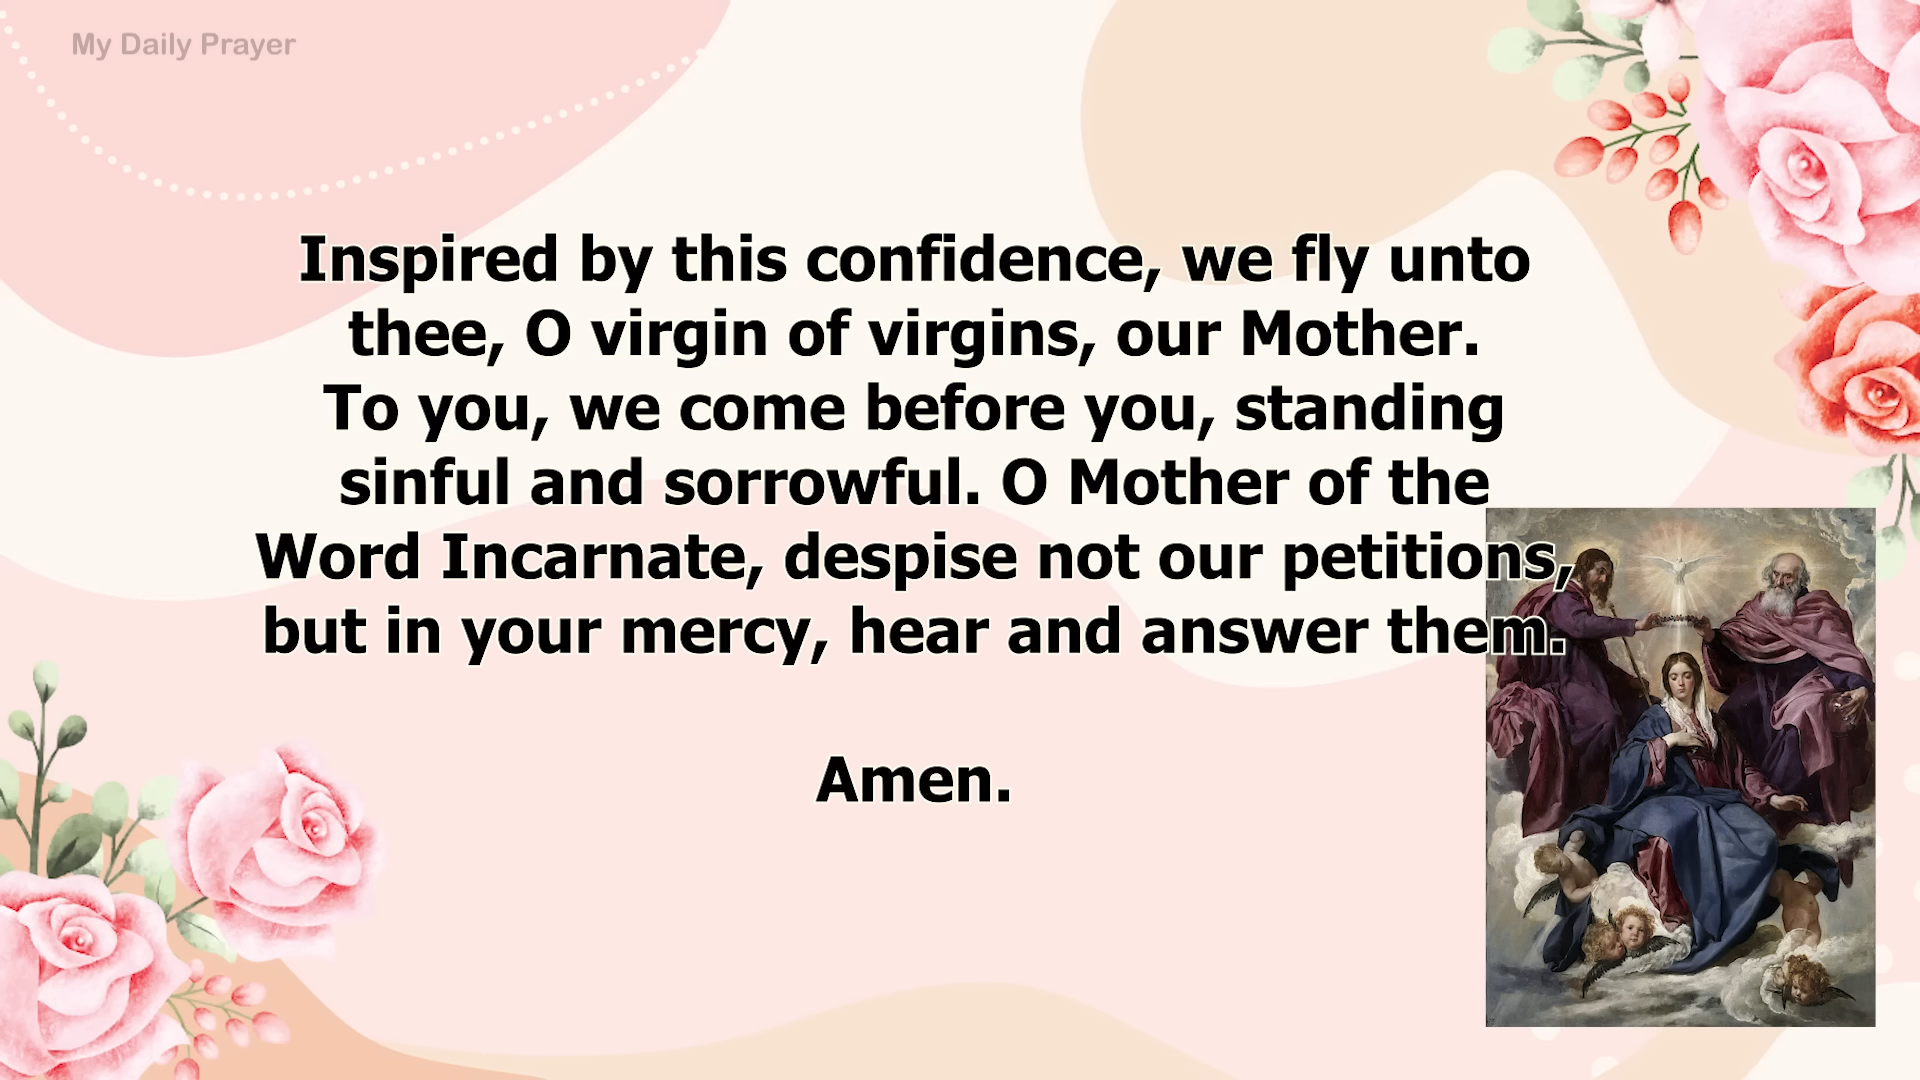 My Daily Prayer
Inspired by this confidence, we fly unto
thee, O virgin of virgins, our Mother.
To you, we come before you, standing
sinful and sorrowful. O Mother of the
Word Incarnate, despise not our petitions,
but in your mercy, hear and answer them.
Amen.